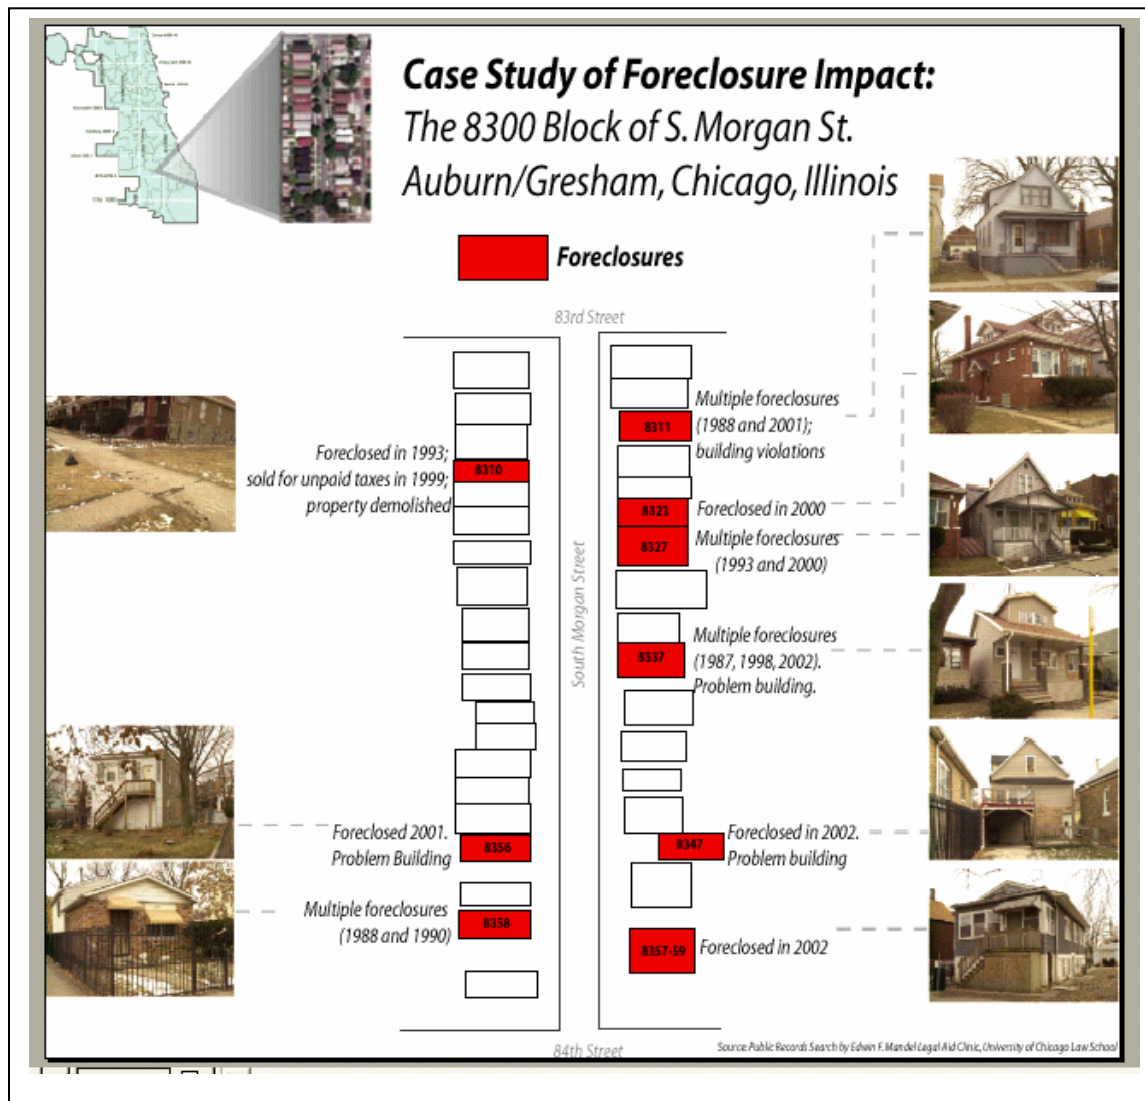 Case Study of Foreclosure Impact:
The 8300 Block of S. Morgan St.
Auburn/Gresham, Chicago, Illinois
Foreclosures
83rd Street
Multiple foreclosures
(1988 and 2001);
building violations
8311
Foreclosed in 1993;
sold for unpaid taxes in 1999;
property demolished
8310
8323
Foreclosed in 2000
8327
Multiple foreclosures
(1993 and 2000)
South Morgan Street
8337
Multiple foreclosures
(1987, 1998, 2002).
Problem building.
Foreclosed 2001.
Problem Building
8356
8347
Foreclosed in 2002.
Problem building
Multiple foreclosures
(1988 and 1990)
8358
8357-59
Foreclosed in 2002
84th Street
Source: Public Records Search by Edwin F. Mandel Legal Aid Clinic, University of Chicago Law School